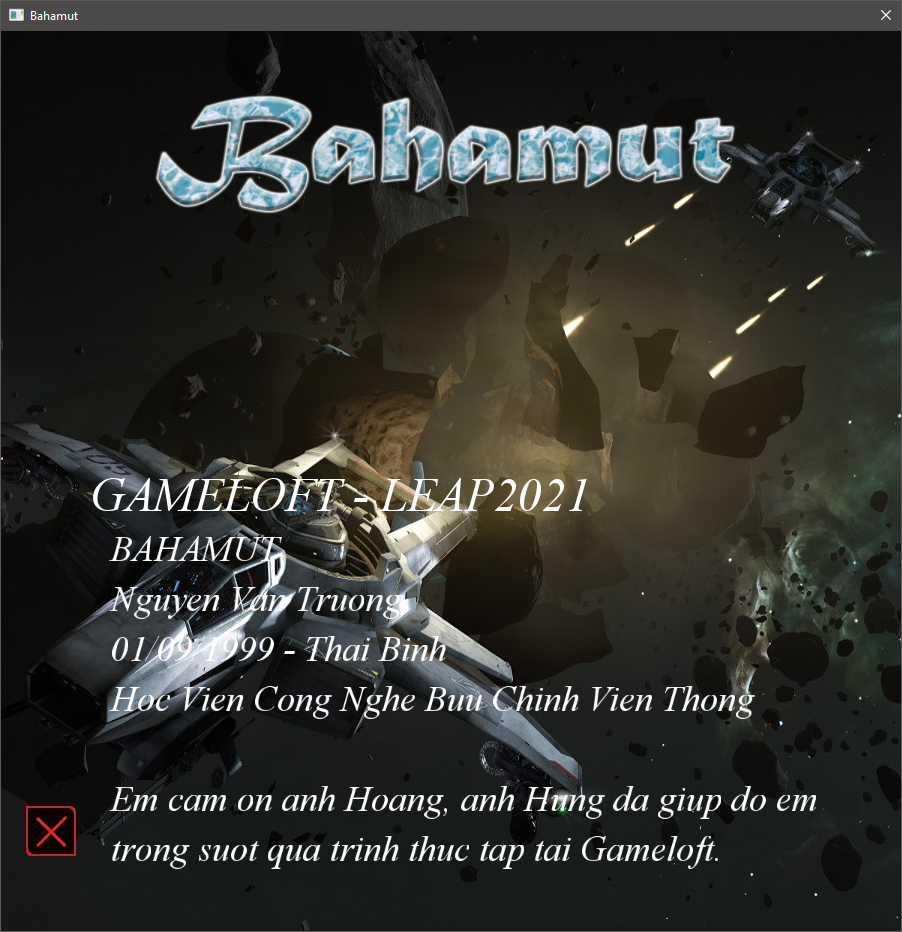 Bahamut
Bahamut
GAMELOFT - LEAP2021
BAHAMUT
Nguyen Van Truong
01/09/1999 - Thai Binh
Hoc Vien Cong Nghe Buu Chinh Vien Thong
Em cam on anh Hoang, anh Hung da giup do em
trong suot qua trinh thuc tap tai Gameloft.